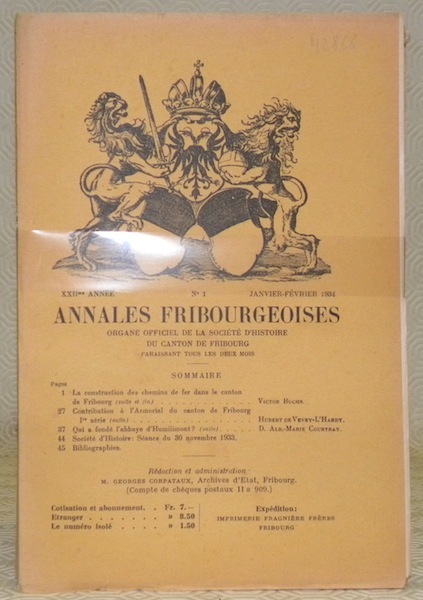 XXIIme ANNÉE No 1 JANVIER-FÉVRIER 1934
ANNALES FRIBOURGEOISES
ORGANE OFFICIEL DE LA SOCIÉTÉ D'HISTOIRE
DU CANTON DE FRIBOURG
PARAISSANT TOUS LES DEUX MOIS
SOMMAIRE
Pages
1 La construction des chemins de fer dans le canton
de Fribourg (suite et fin) . . . . . . . . . . . . VICTOR BUCHS.
27 Contribution à l'Armorial du canton de Fribourg
1re série (suite) . . . . . . . . . . . . HUBERT DE VEVEY-L'HARDY.
37 Qui a fondé l'abbaye d'Humilimont? (suite) . . . . . D. ALB.-MARIE COURTRAY.
44 Société d'Histoire: Séance du 30 novembre 1933.
45 Bibliographies.
Rédaction et administration:
M. GEORGES CORPATAUX, Archives d'Etat, Fribourg.
(Compte de chèques postaux II a 909.)
Cotisation et abonnement. . Fr. 7.—
Etranger . . . . . . . » 8.50
Le numéro isolé . . . . » 1.50
Expédition:
IMPRIMERIE FRAGNIÈRE FRÈRES
FRIBOURG